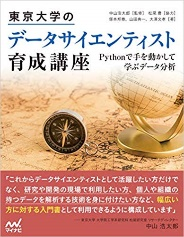 中山浩太郎【監修】 松尾 豊【協力】
塚本邦尊、山田典一、大澤文孝【著】
東京大学の
データサイエンティスト
育成講座
Pythonで手を動かして
学ぶデータ分析
“これからデータサイエンティストとして活躍したい方だけで
なく、研究や開発の現場で利用したい方、個人や組織の
持つデータを解析する技術を身に付けたい方など、幅広い
方に対する入門書として利用できるように構成しています”
中山 浩太郎
マイナビ